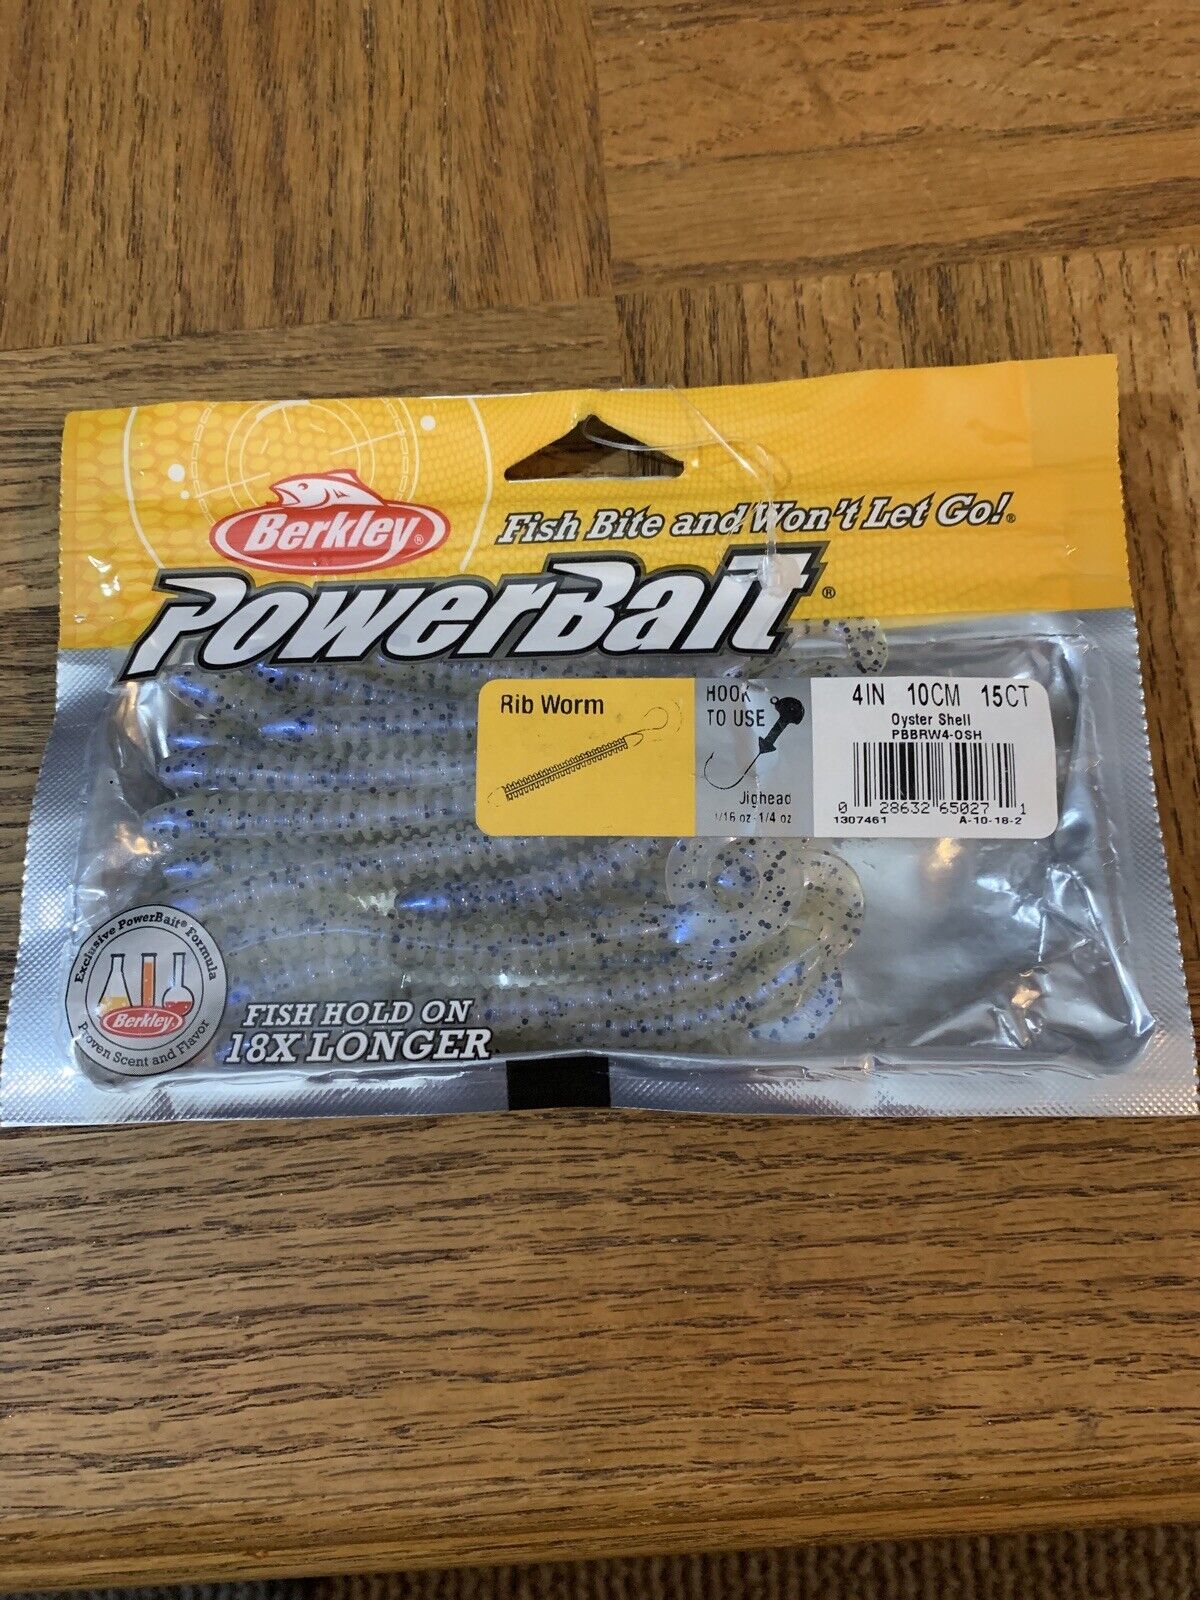 Berkley®
Fish Bite and Won't Let Go!®
PowerBait®
Rib Worm
HOOK
TO USE
Jighead
1/16 oz - 1/4 oz
4IN 10CM 15CT
Oyster Shell
PBBRW4-OSH
0 28632 65027 1
1307461 A-10-18-2
Exclusive PowerBait® Formula
Berkley
Proven Scent and Flavor
FISH HOLD ON
18X LONGER